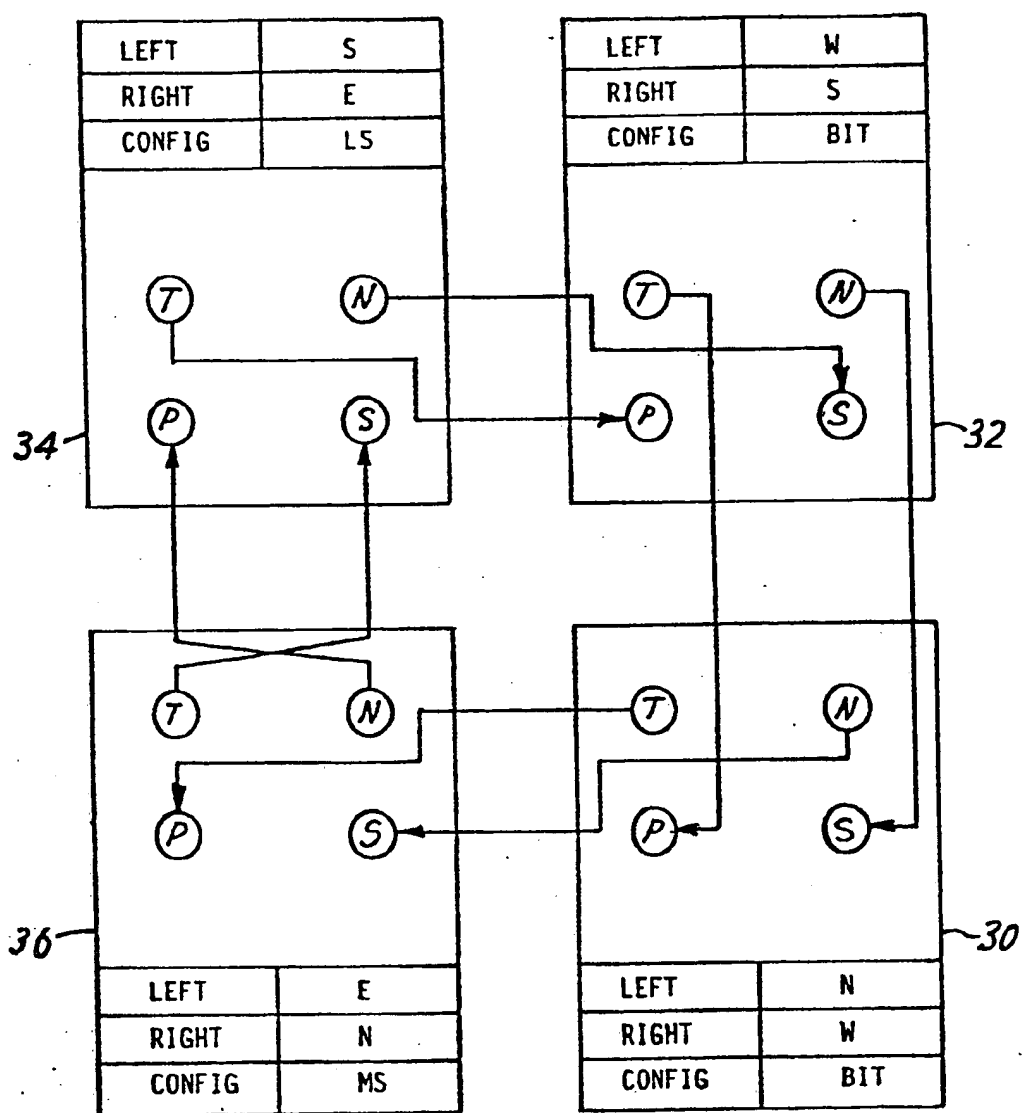 LEFT S
RIGHT E
CONFIG LS
LEFT W
RIGHT S
CONFIG BIT
T N
P S
34
T N
P S
32
T N
P S
36
T N
P S
30
LEFT E
RIGHT N
CONFIG MS
LEFT N
RIGHT W
CONFIG BIT